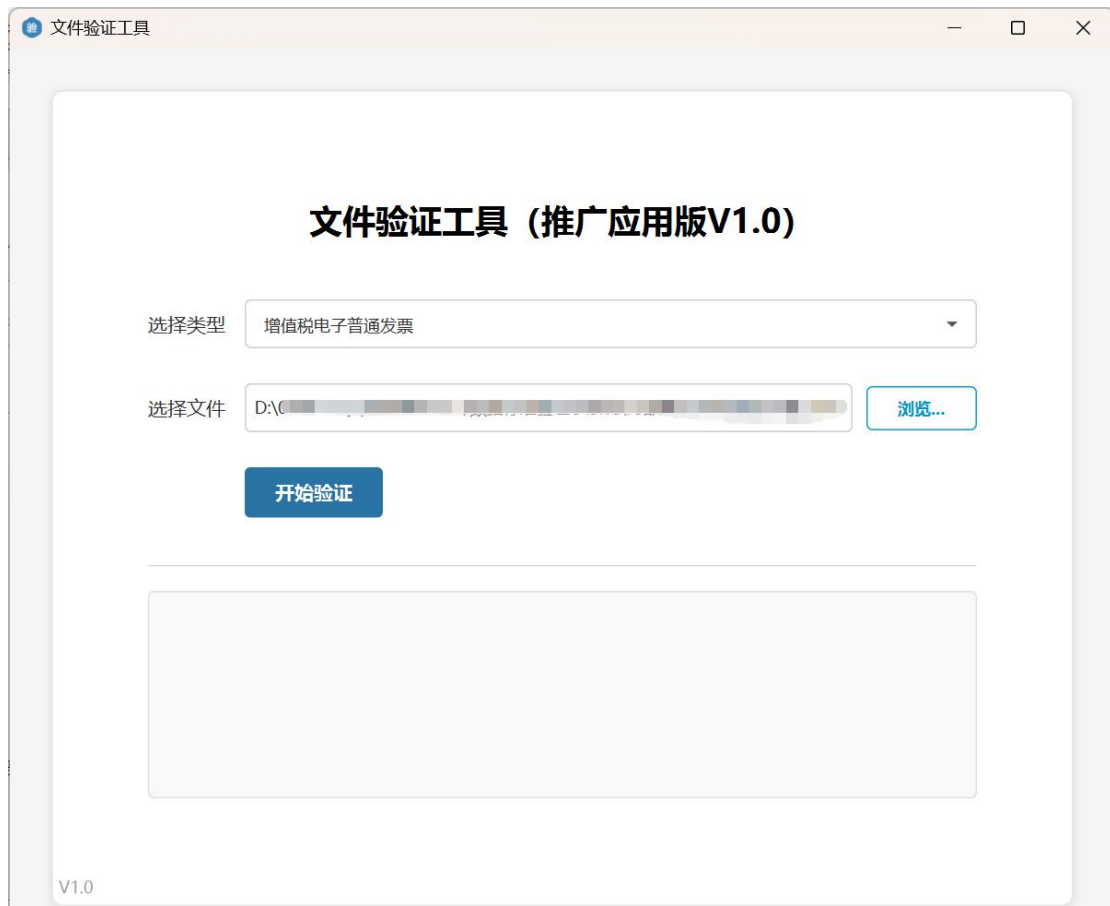 验 文件验证工具
文件验证工具（推广应用版V1.0）
选择类型 增值税电子普通发票
选择文件 D:\ 浏览...
开始验证
V1.0